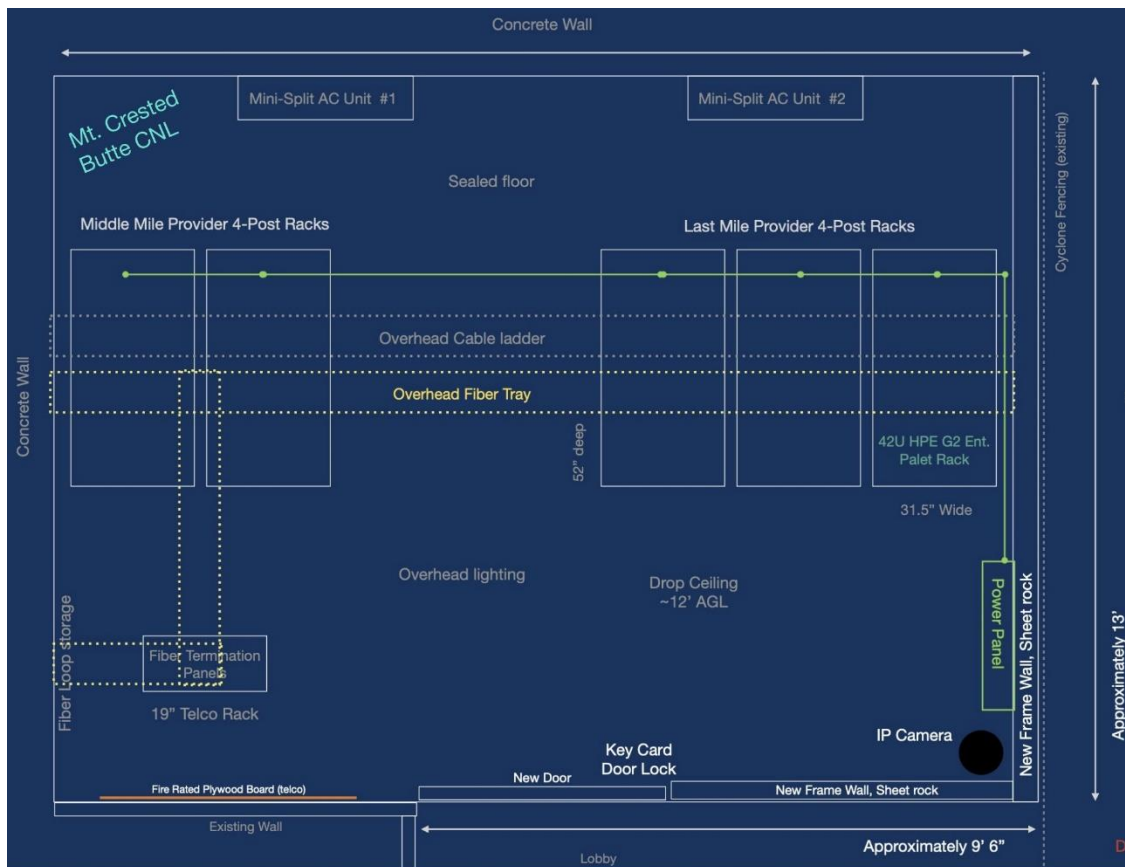 Concrete Wall
Mini-Split AC Unit #1
Mini-Split AC Unit #2
Mt. Crested
Butte CNL
Cyclone Fencing (existing)
Sealed floor
Middle Mile Provider 4-Post Racks
Last Mile Provider 4-Post Racks
Overhead Cable ladder
Overhead Fiber Tray
Concrete Wall
52” deep
42U HPE G2 Ent.
Palet Rack
31.5” Wide
Overhead lighting
Drop Ceiling
~12’ AGL
Power Panel
New Frame Wall, Sheet rock
Approximately 13’
Fiber Loop storage
Fiber Termination
Panels
19” Telco Rack
IP Camera
Key Card
Door Lock
New Door
Fire Rated Plywood Board (telco)
New Frame Wall, Sheet rock
Existing Wall
Approximately 9’ 6”
Lobby
D